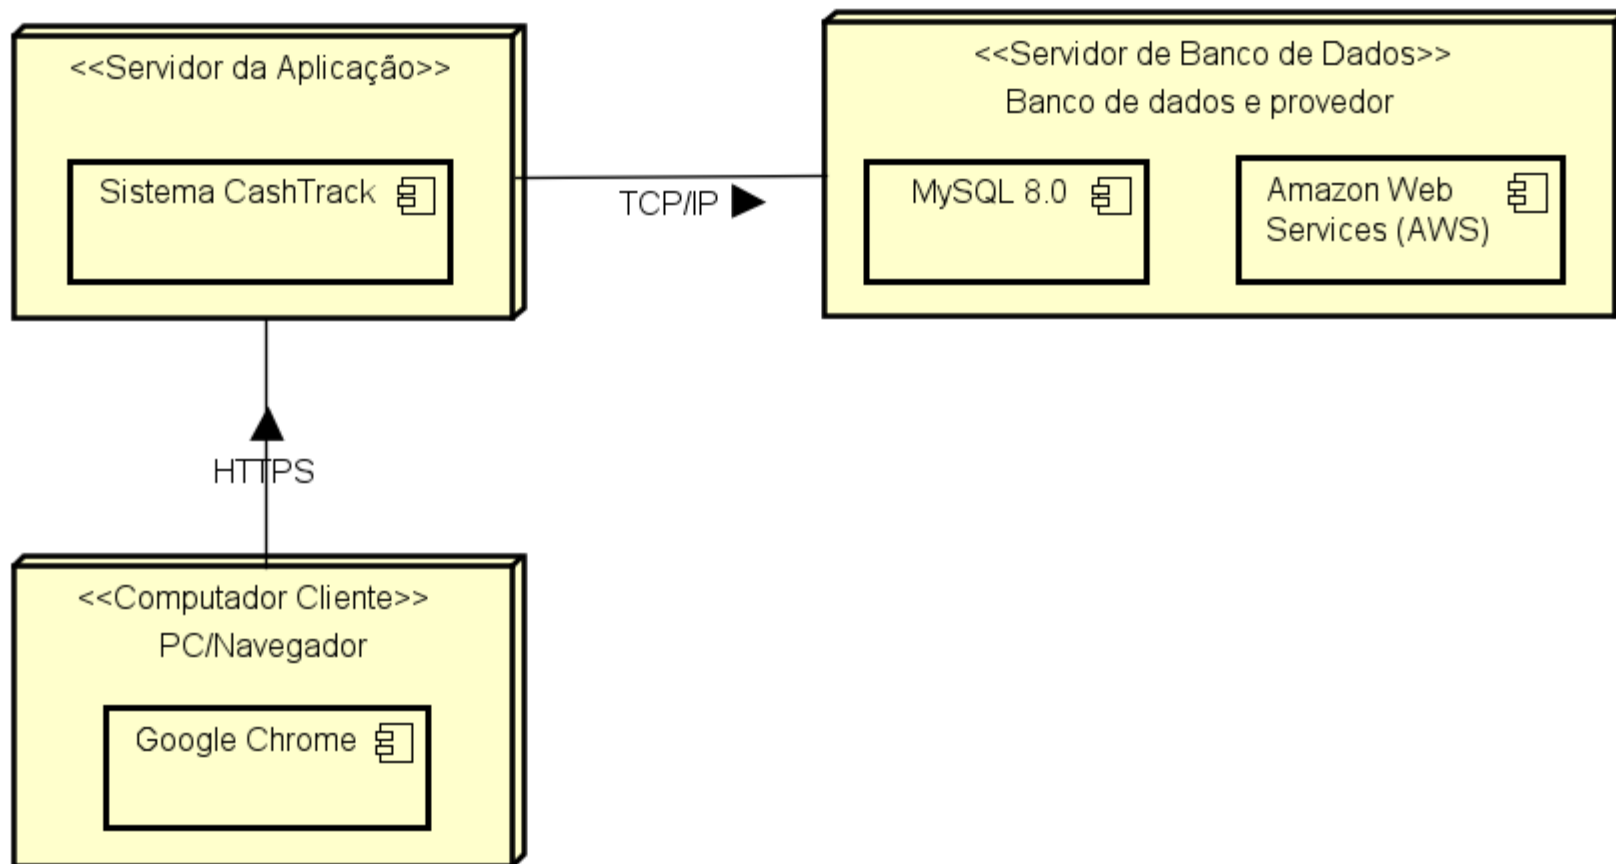 <<Servidor da Aplicação>>
Sistema CashTrack
TCP/IP
<<Servidor de Banco de Dados>>
Banco de dados e provedor
MySQL 8.0
Amazon Web
Services (AWS)
HTTPS
<<Computador Cliente>>
PC/Navegador
Google Chrome